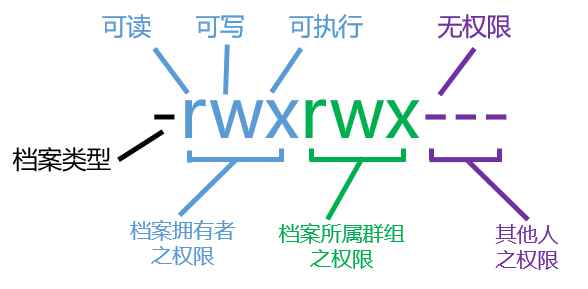 可读 可写 可执行 无权限
-rwxrwx---
档案类型
档案拥有者 档案所属群组 其他人
之权限 之权限 之权限